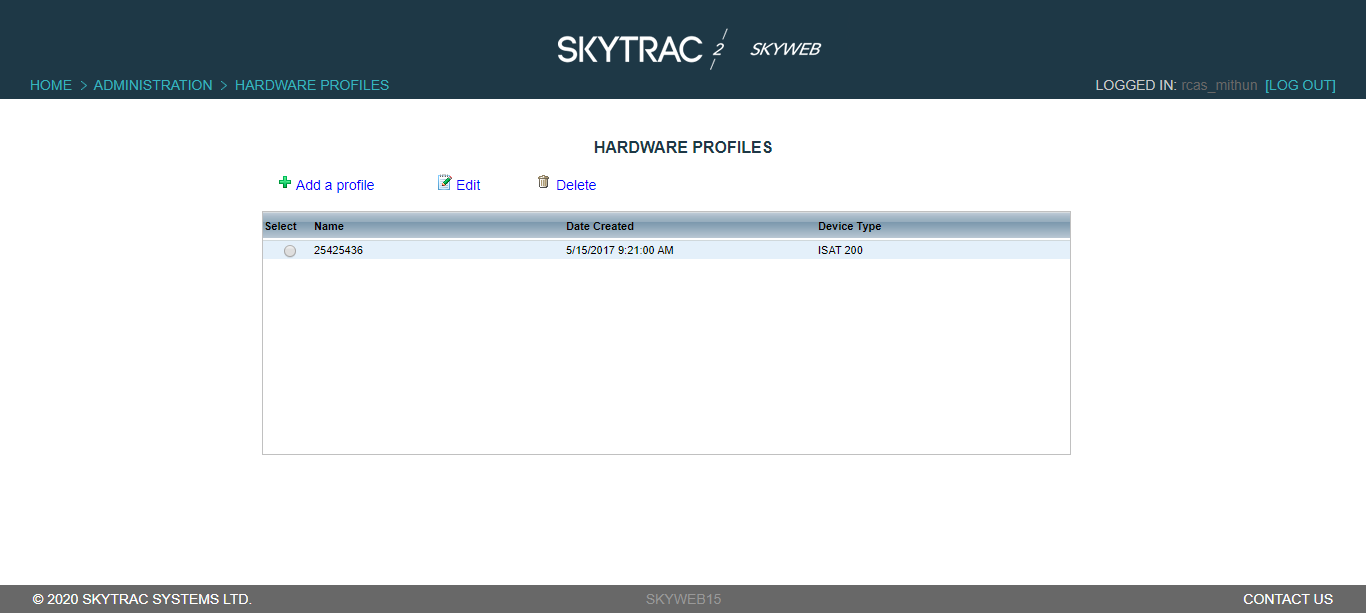 SKYTRAC 2 SKYWEB
HOME > ADMINISTRATION > HARDWARE PROFILES LOGGED IN: rcas_mithun [LOG OUT]
HARDWARE PROFILES
Add a profile Edit Delete
Select Name Date Created Device Type
25425436 5/15/2017 9:21:00 AM ISAT 200
© 2020 SKYTRAC SYSTEMS LTD. SKYWEB15 CONTACT US